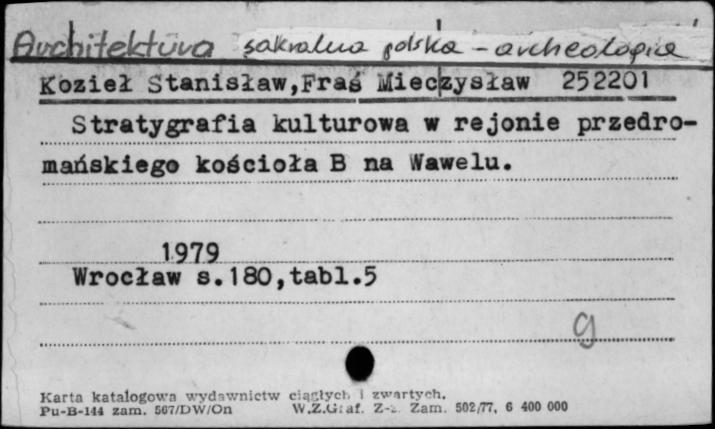 Architektura sakralna polska - archeologia
Kozieł Stanisław,Fraś Mieczysław 252201
Stratygrafia kulturowa w rejonie przedro-
mańskiego kościoła B na Wawelu.
1979
Wrocław s.180,tabl.5
g
Karta katalogowa wydawnictw ciągłych i zwartych.
Pu-B-144 zam. 567/DW/On W.Z.Graf. Z-2. Zam. 502/77, 6 400 000